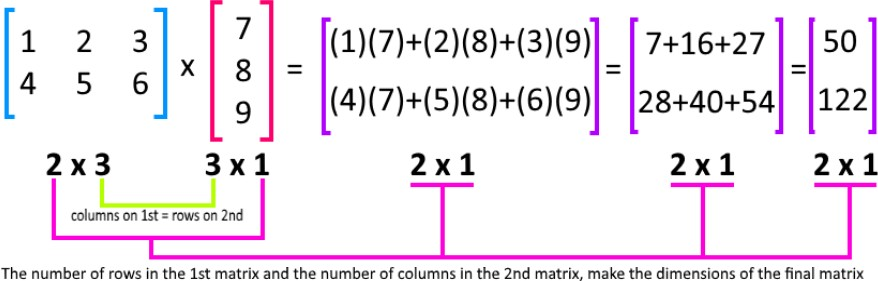 1 2 3 x 7 = (1)(7)+(2)(8)+(3)(9) = 7+16+27 = 50
4 5 6 8 (4)(7)+(5)(8)+(6)(9) 28+40+54 122
9
2 x 3 3 x 1 2 x 1 2 x 1 2 x 1
columns on 1st = rows on 2nd
The number of rows in the 1st matrix and the number of columns in the 2nd matrix, make the dimensions of the final matrix